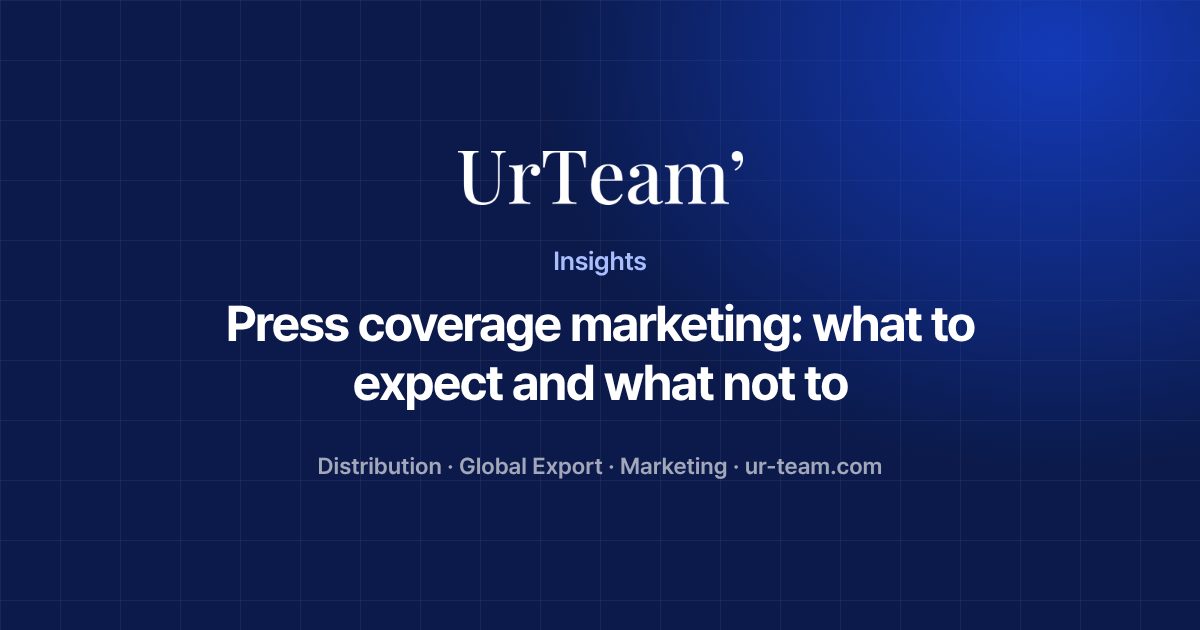 UrTeam’
Insights
Press coverage marketing: what to
expect and what not to
Distribution · Global Export · Marketing · ur-team.com